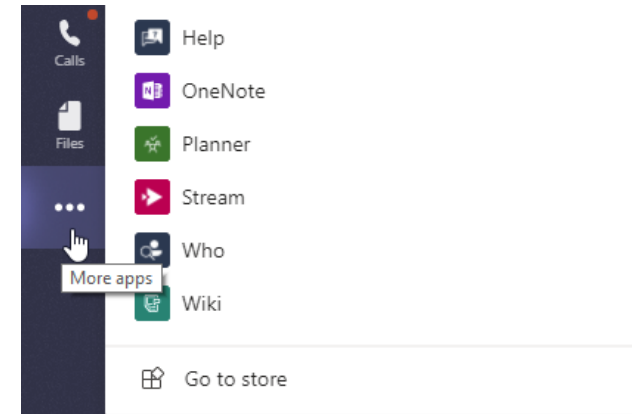 Calls
Files
More apps
Help
OneNote
Planner
Stream
Who
Wiki
Go to store